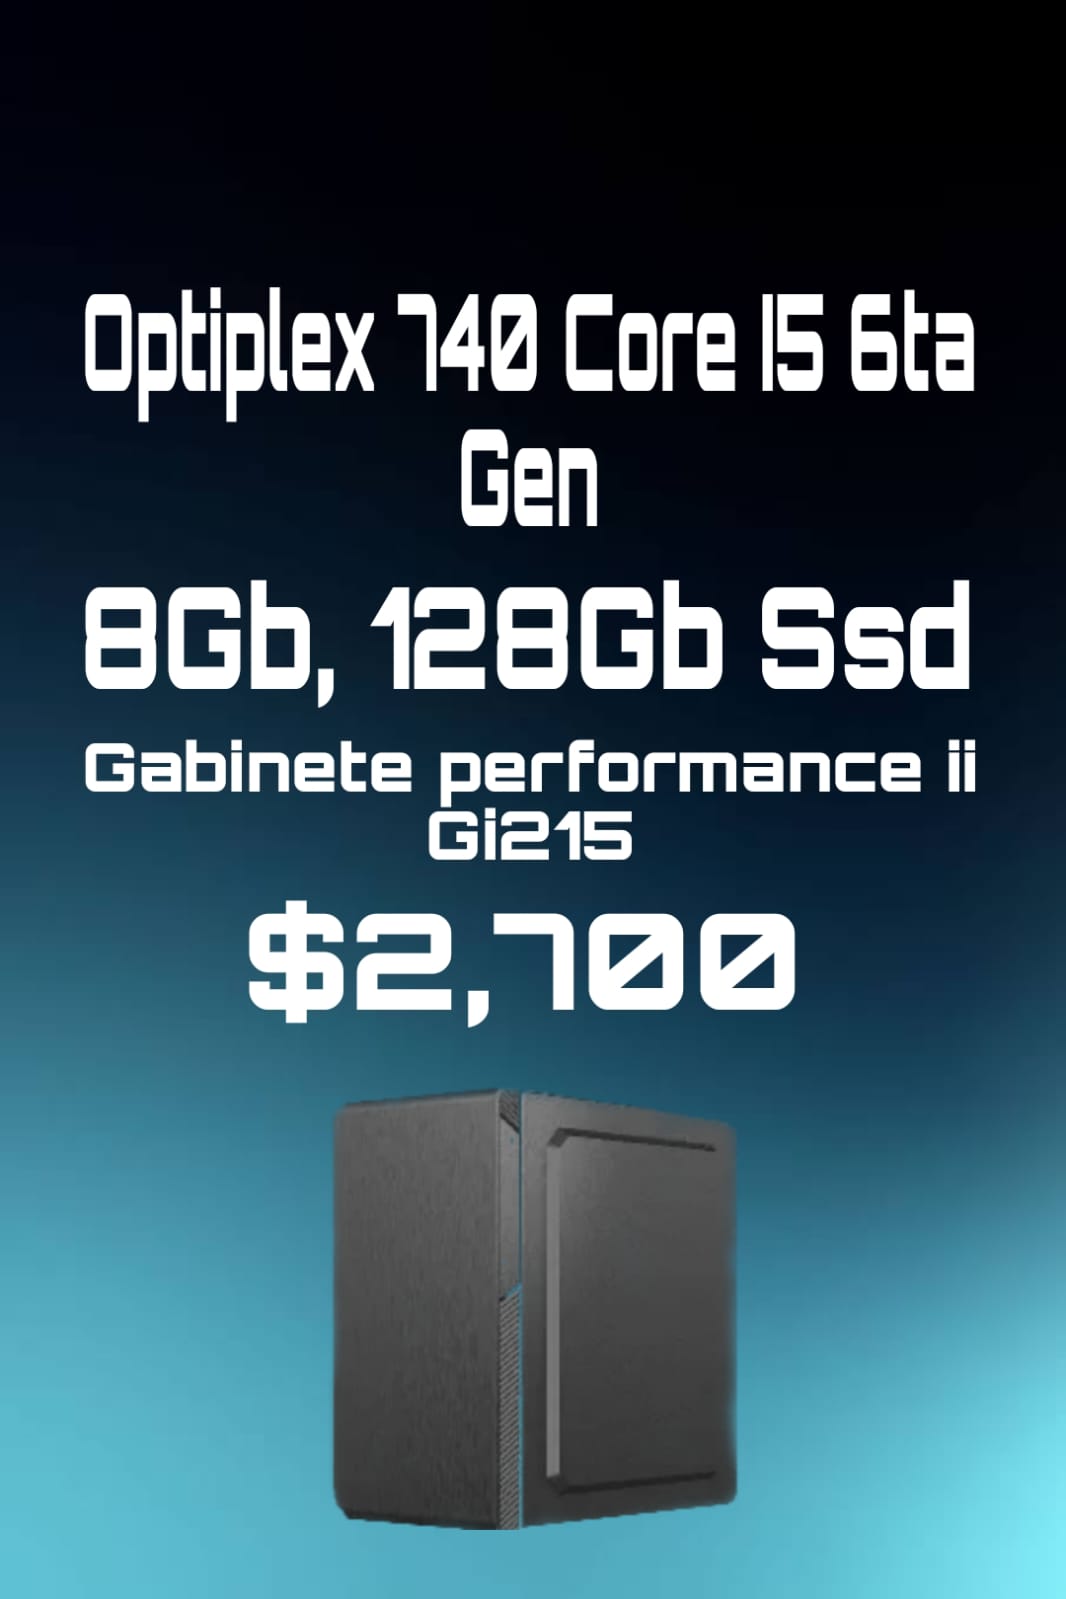 Optiplex 740 Core I5 6ta
Gen
8Gb, 128Gb Ssd
Gabinete performance ii
Gi215
$2,700